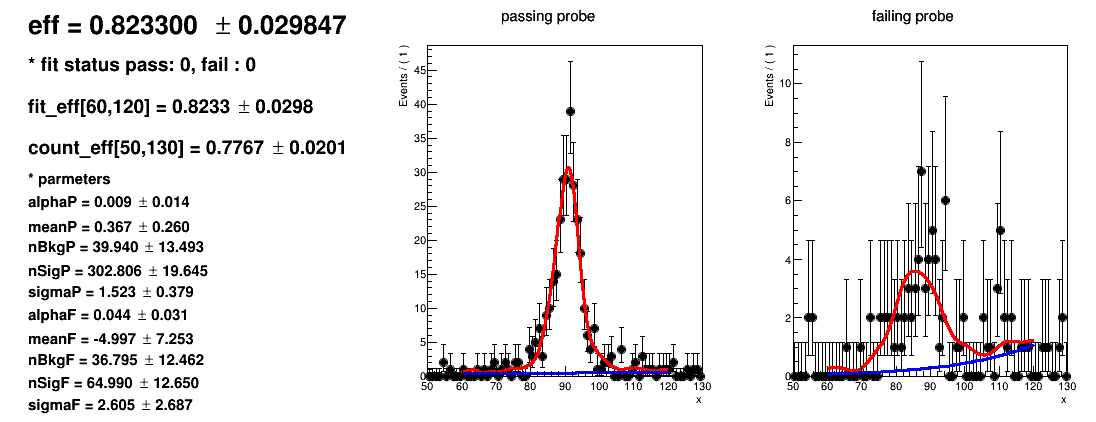 eff = 0.823300 ± 0.029847
* fit status pass: 0, fail : 0
fit_eff[60,120] = 0.8233 ± 0.0298
count_eff[50,130] = 0.7767 ± 0.0201
* parmeters
alphaP = 0.009 ± 0.014
meanP = 0.367 ± 0.260
nBkgP = 39.940 ± 13.493
nSigP = 302.806 ± 19.645
sigmaP = 1.523 ± 0.379
alphaF = 0.044 ± 0.031
meanF = -4.997 ± 7.253
nBkgF = 36.795 ± 12.462
nSigF = 64.990 ± 12.650
sigmaF = 2.605 ± 2.687
passing probe
Events / ( 1 )
45
40
35
30
25
20
15
10
5
0
50 60 70 80 90 100 110 120 130
x
failing probe
Events / ( 1 )
10
8
6
4
2
0
50 60 70 80 90 100 110 120 130
x